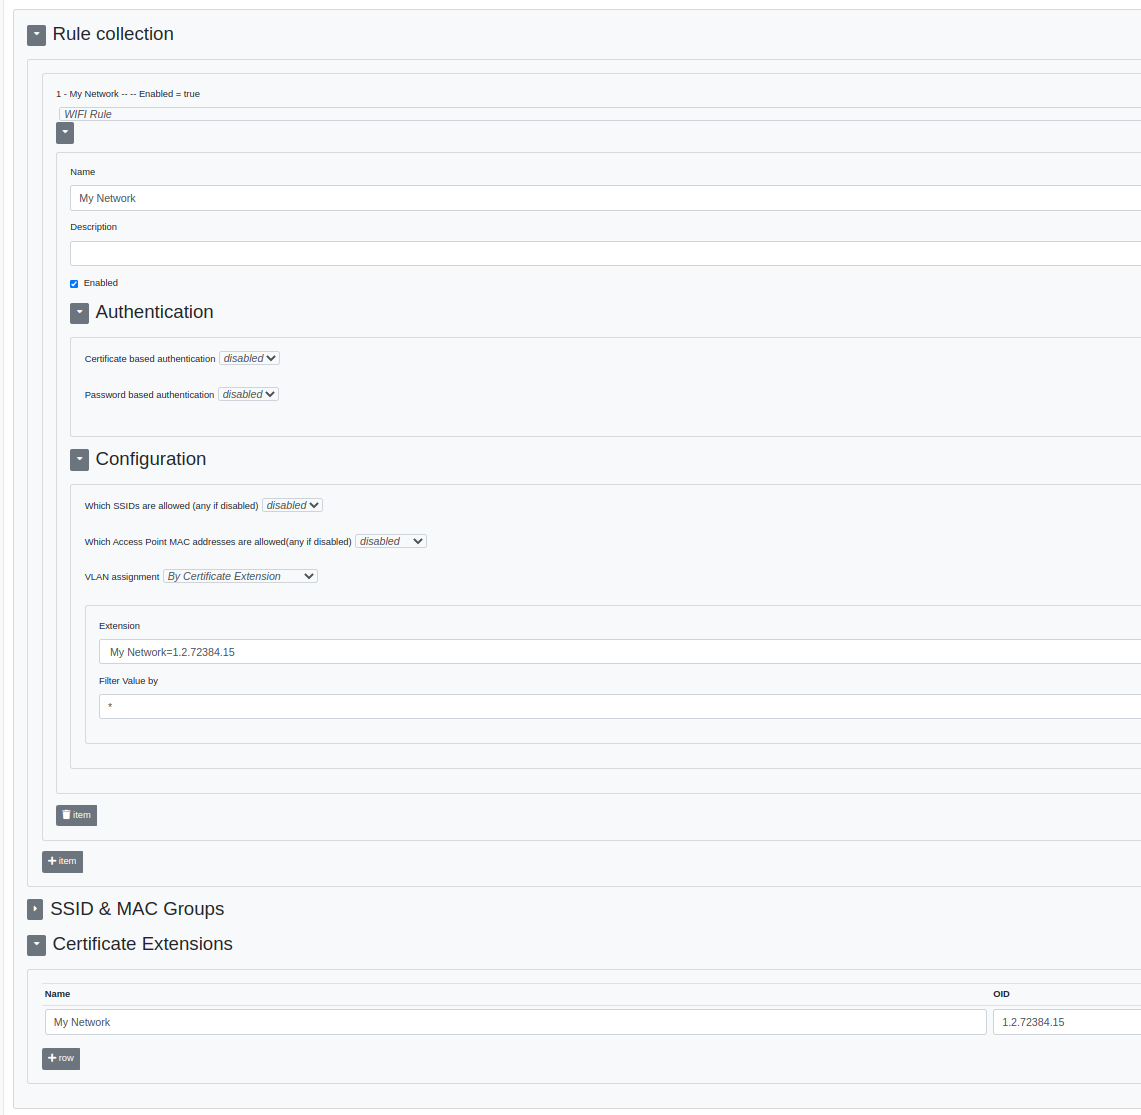 Rule collection
1 - My Network -- -- Enabled = true
WIFI Rule
Name
My Network
Description
Enabled
Authentication
Certificate based authentication disabled
Password based authentication disabled
Configuration
Which SSIDs are allowed (any if disabled) disabled
Which Access Point MAC addresses are allowed(any if disabled) disabled
VLAN assignment By Certificate Extension
Extension
My Network=1.2.72384.15
Filter Value by
*
item
item
SSID & MAC Groups
Certificate Extensions
Name OID
My Network 1.2.72384.15
row